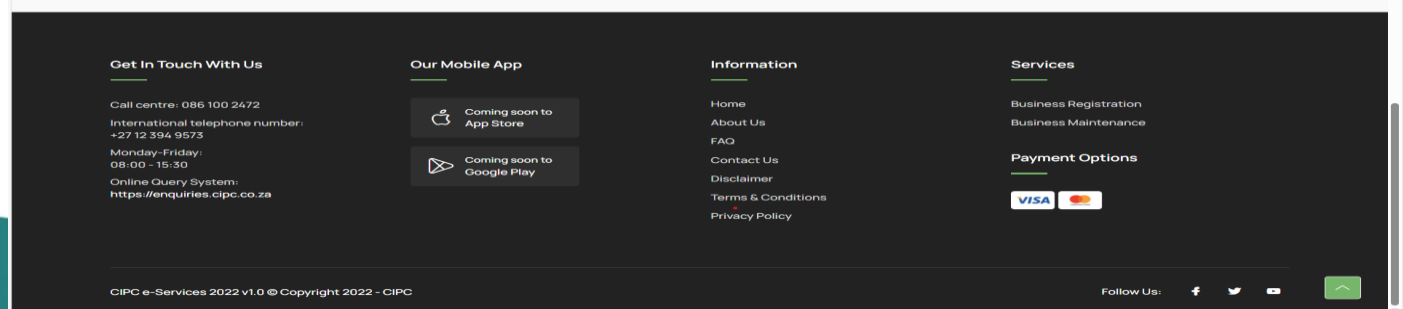 Get In Touch With Us
Call centre: 086 100 2472
International telephone number:
+27 12 394 9573
Monday-Friday:
08:00 - 15:30
Online Query System:
https://enquiries.cipc.co.za
Our Mobile App
Coming soon to
App Store
Coming soon to
Google Play
Information
Home
About Us
FAQ
Contact Us
Disclaimer
Terms & Conditions
Privacy Policy
Services
Business Registration
Business Maintenance
Payment Options
VISA
CIPC e-Services 2022 v1.0 © Copyright 2022 - CIPC
Follow Us: